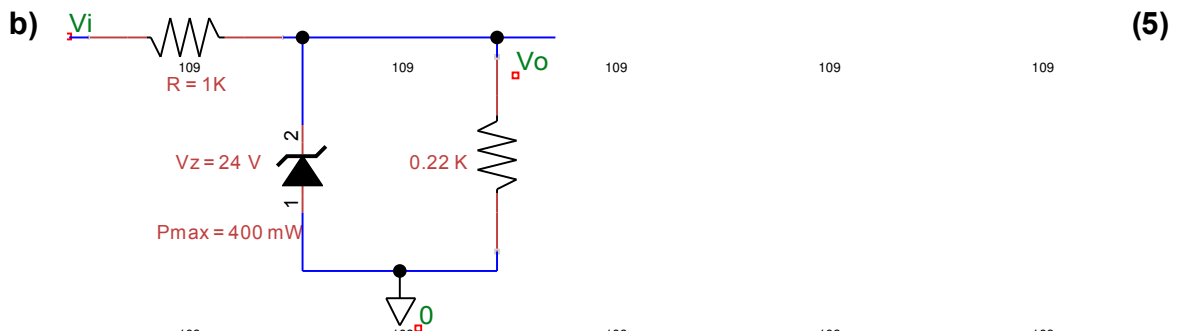 b) Vi (5)
Vo
109 109 109 109 109
R = 1K
2
Vz = 24 V 0.22 K
1
Pmax = 400 mW
0